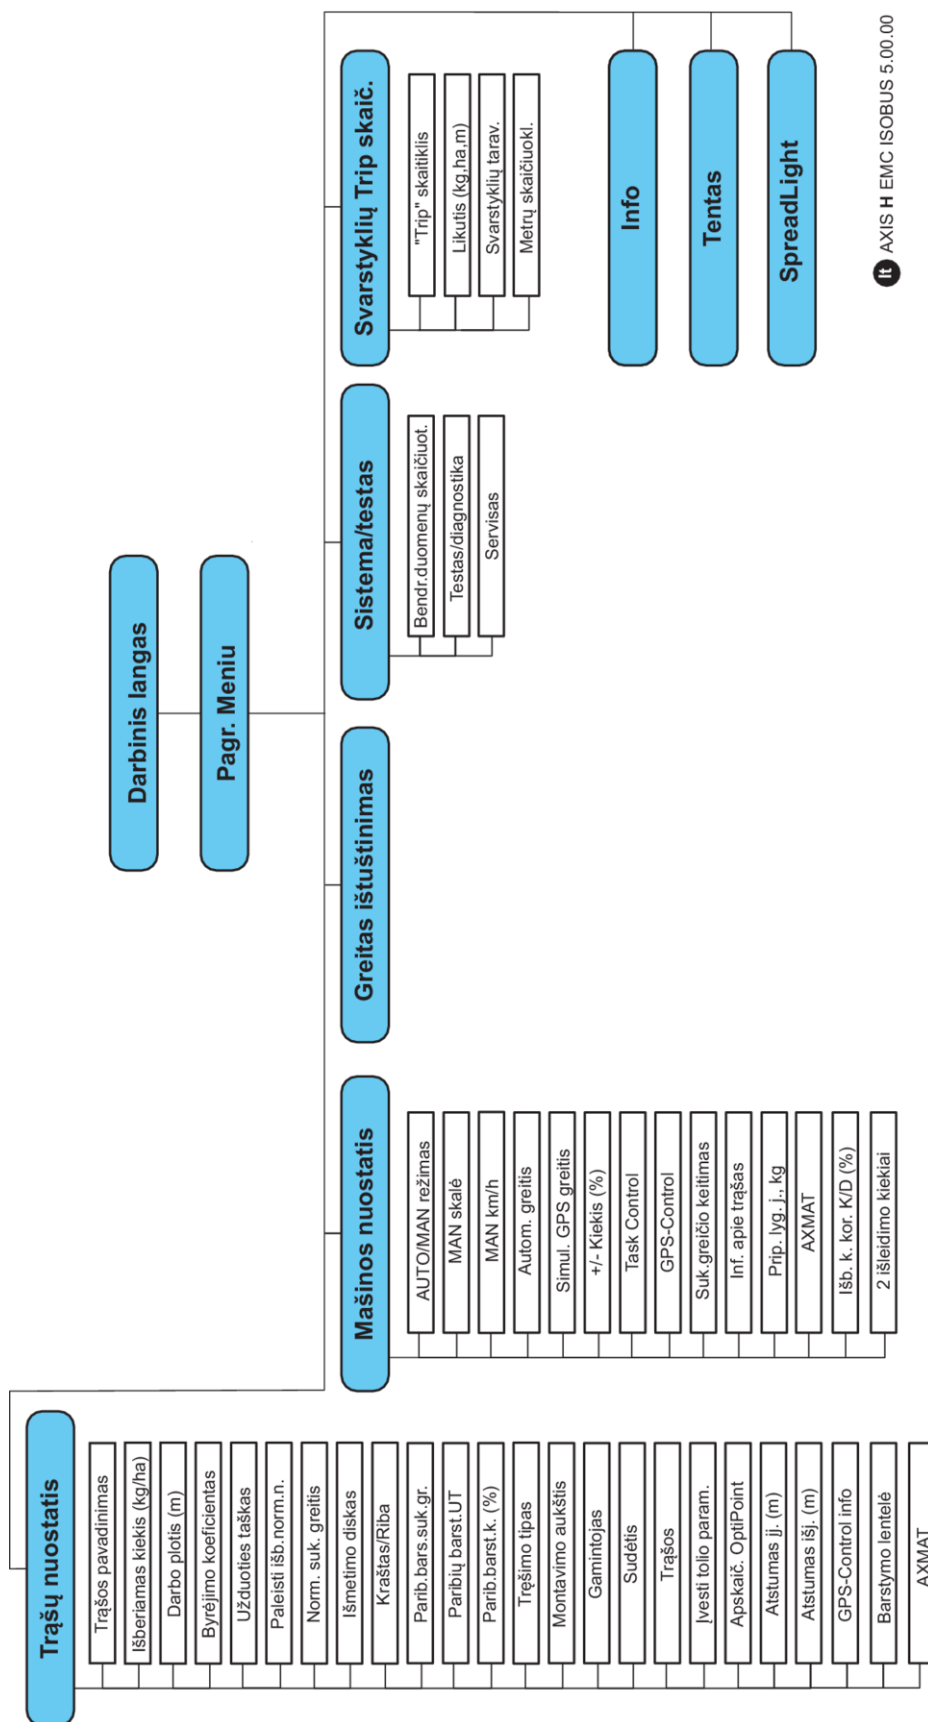 Darbinis langas
Pagr. Meniu
Trąšų nuostatis
Trąšos pavadinimas
Išberiamas kiekis (kg/ha)
Darbo plotis (m)
Byrėjimo koeficientas
Užduoties taškas
Paleisti išb.norm.n.
Norm. suk. greitis
Išmetimo diskas
Kraštas/Riba
Parib.bars.suk.gr.
Paribių barst.UT
Parib.barst.k. (%)
Tręšimo tipas
Montavimo aukštis
Gamintojas
Sudėtis
Trąšos
Įvesti tolio param.
Apskaič. OptiPoint
Atstumas įj. (m)
Atstumas išj. (m)
GPS-Control info
Barstymo lentelė
AXMAT
Mašinos nuostatis
AUTO/MAN režimas
MAN skalė
MAN km/h
Autom. greitis
Simul. GPS greitis
+/- Kiekis (%)
Task Control
GPS-Control
Suk.greičio keitimas
Inf. apie trąšas
Prip. lyg. j., kg
AXMAT
Išb. k. kor. K/D (%)
2 išleidimo kiekiai
Greitas ištuštinimas
Sistema/testas
Bendr.duomenų skaičiuot.
Testas/diagnostika
Servisas
Svarstyklių Trip skaič.
"Trip" skaitiklis
Likutis (kg,ha,m)
Svarstyklių tarav.
Metrų skaičiuokl.
Info
Tentas
SpreadLight
lt AXIS H EMC ISOBUS 5.00.00